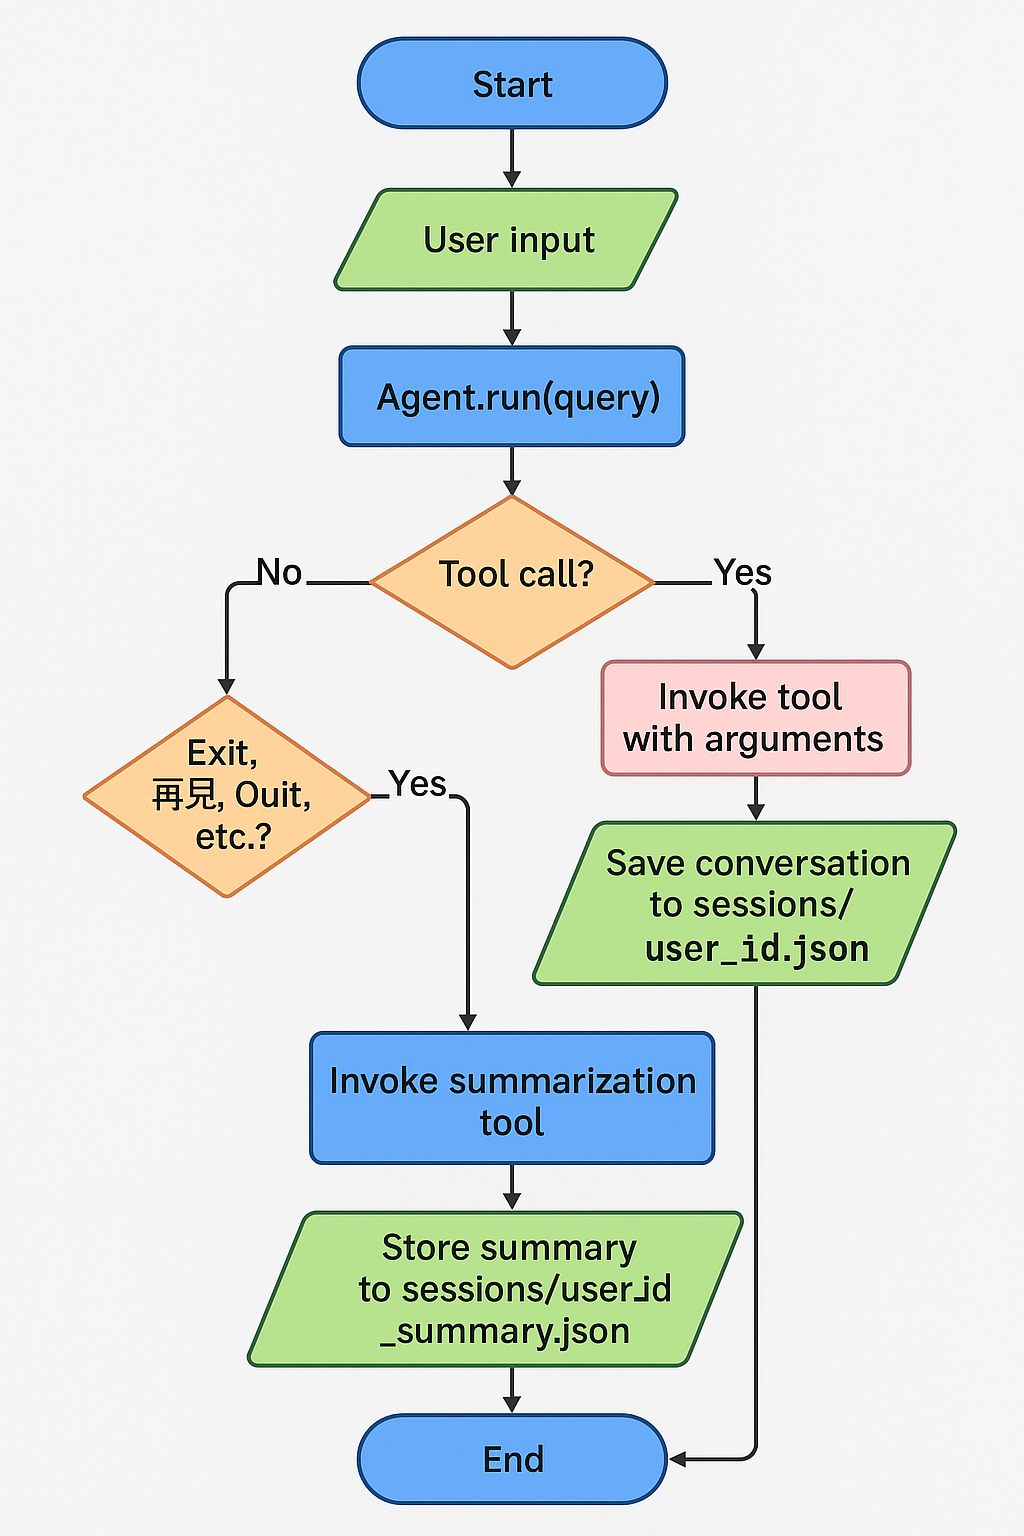 Start
User input
Agent.run(query)
Tool call?
No
Yes
Invoke tool
with arguments
Exit,
再見, Ouit,
etc.?
Yes
Save conversation
to sessions/
user_id.json
Invoke summarization
tool
Store summary
to sessions/user_id
_summary.json
End